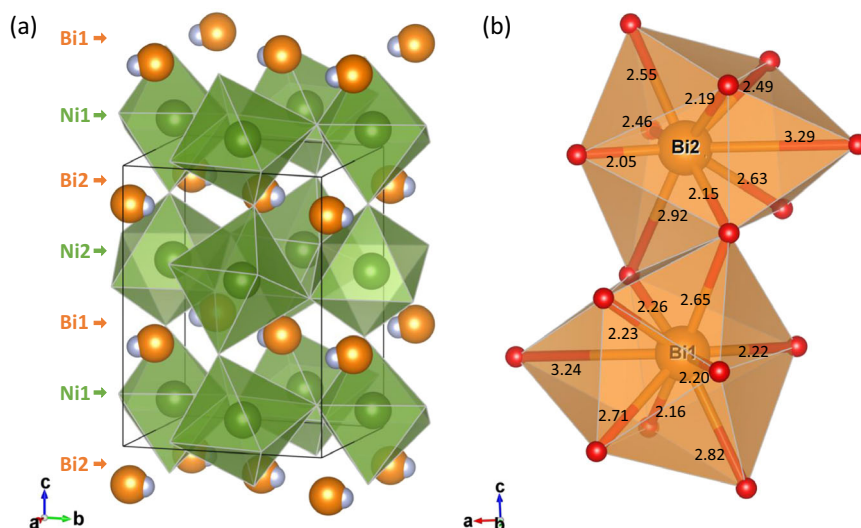 (a)
Bi1
Ni1
Bi2
Ni2
Bi1
Ni1
Bi2
c
a
b
(b)
2.55
2.19
2.49
2.46
Bi2
3.29
2.05
2.63
2.15
2.92
2.26
2.65
2.23
Bi1
2.22
3.24
2.20
2.71
2.16
2.82
c
a
b